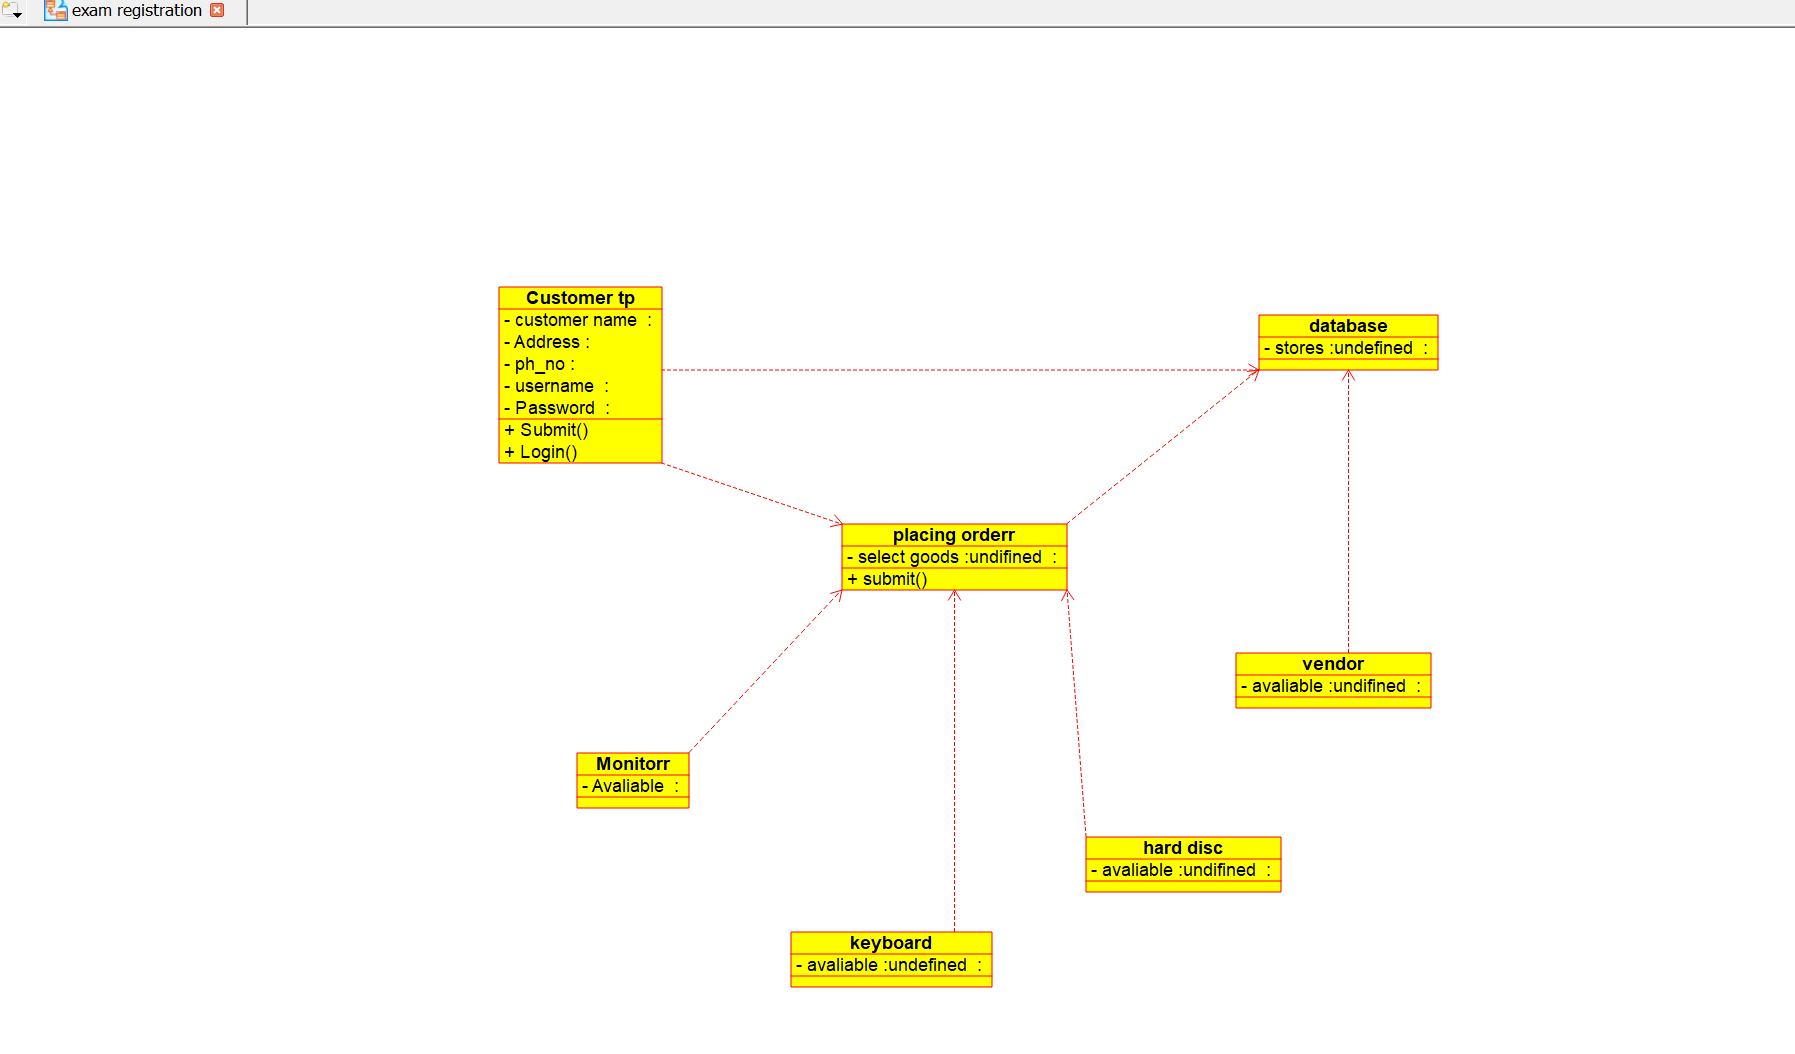 exam registration
Customer tp
- customer name  :
- Address :
- ph_no :
- username  :
- Password  :
+ Submit()
+ Login()
database
- stores :undefined  :
placing orderr
- select goods :undifined  :
+ submit()
vendor
- avaliable :undifined  :
Monitorr
- Avaliable  :
hard disc
- avaliable :undifined  :
keyboard
- avaliable :undefined  :